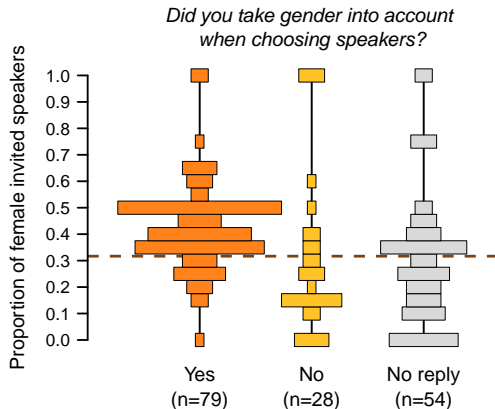 Did you take gender into account
when choosing speakers?
Proportion of female invited speakers
1.0
0.9
0.8
0.7
0.6
0.5
0.4
0.3
0.2
0.1
0.0
Yes No No reply
(n=79) (n=28) (n=54)